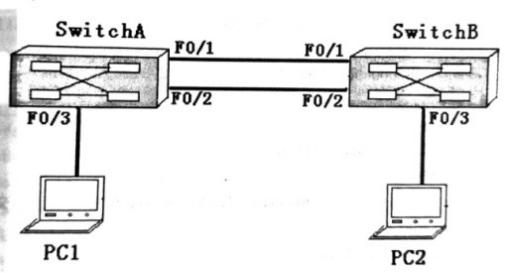 SwitchA
SwitchB
F0/1
F0/1
F0/2
F0/2
F0/3
F0/3
PC1
PC2